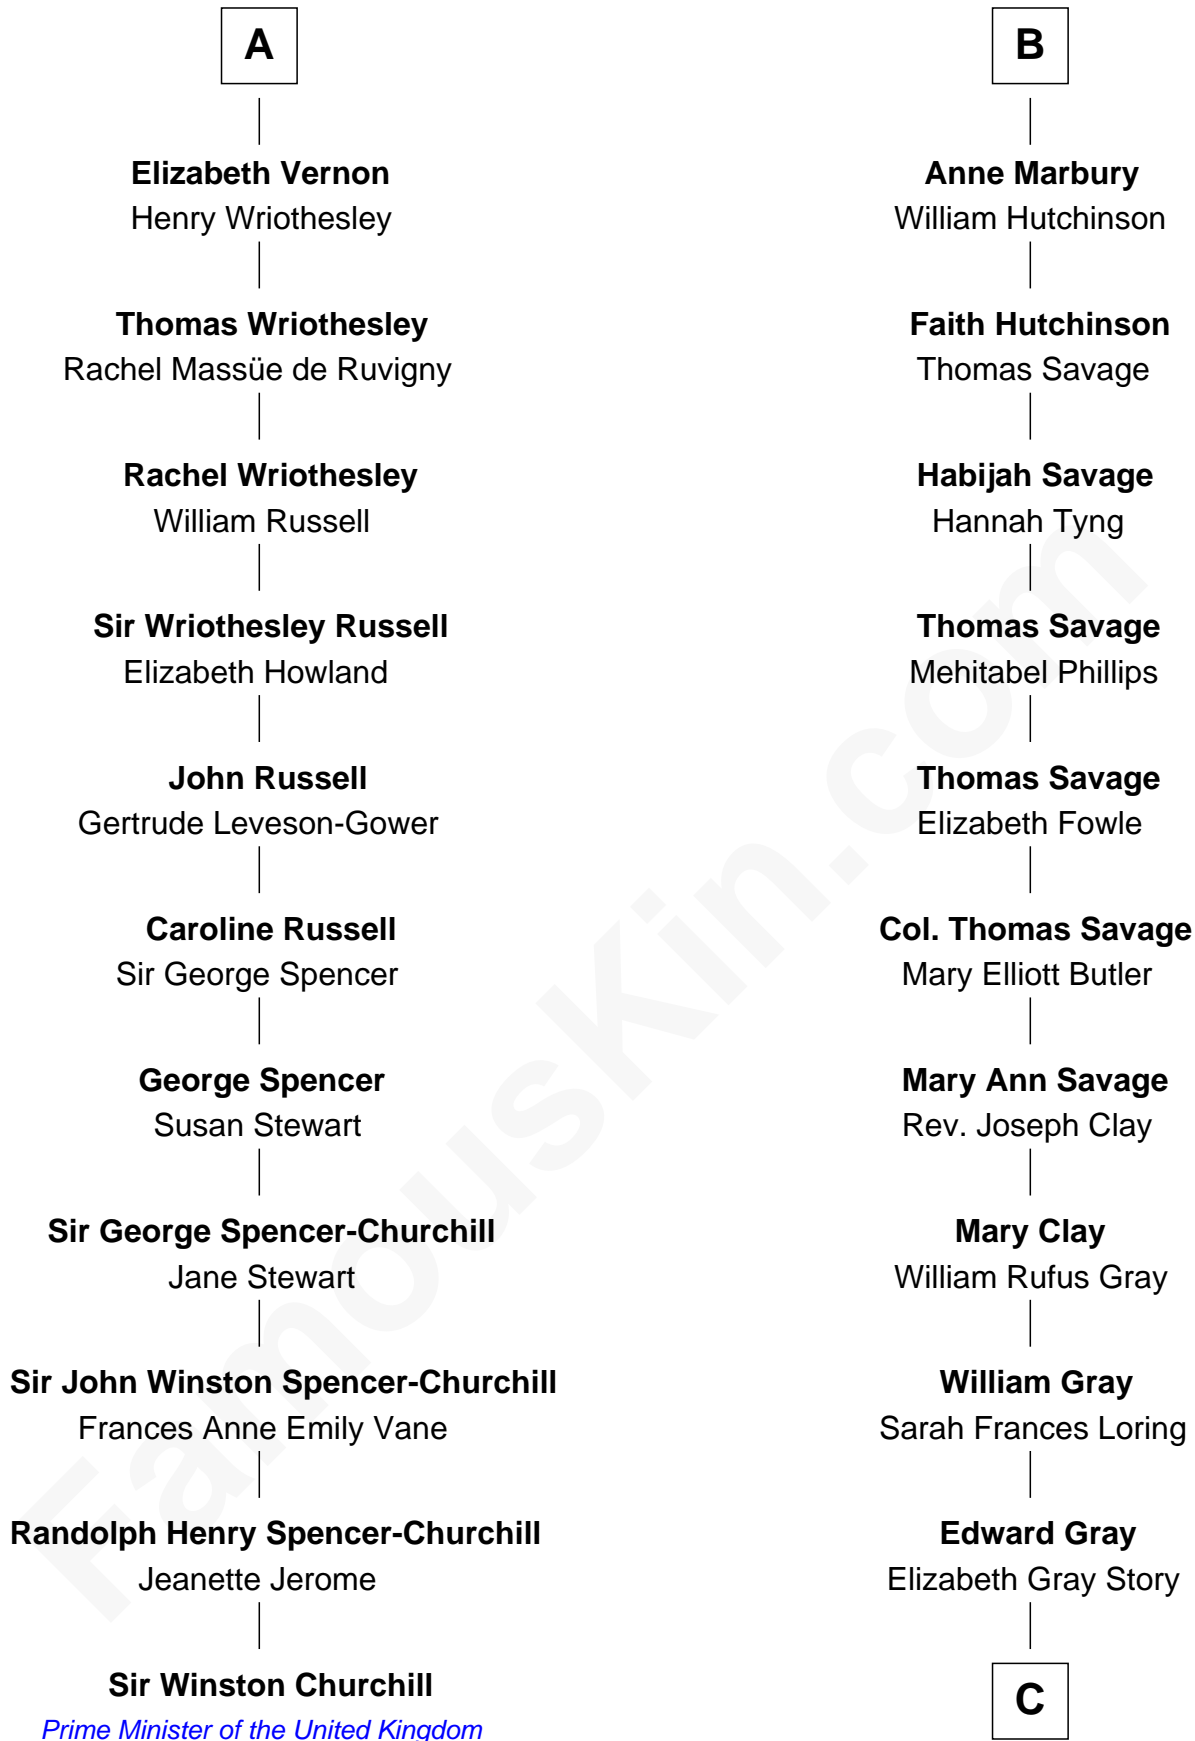 A
Elizabeth Vernon
Henry Wriothesley
Thomas Wriothesley
Rachel Massüe de Ruvigny
Rachel Wriothesley
William Russell
Sir Wriothesley Russell
Elizabeth Howland
John Russell
Gertrude Leveson-Gower
Caroline Russell
Sir George Spencer
George Spencer
Susan Stewart
Sir George Spencer-Churchill
Jane Stewart
Sir John Winston Spencer-Churchill
Frances Anne Emily Vane
Randolph Henry Spencer-Churchill
Jeanette Jerome
Sir Winston Churchill
Prime Minister of the United Kingdom
B
Anne Marbury
William Hutchinson
Faith Hutchinson
Thomas Savage
Habijah Savage
Hannah Tyng
Thomas Savage
Mehitabel Phillips
Thomas Savage
Elizabeth Fowle
Col. Thomas Savage
Mary Elliott Butler
Mary Ann Savage
Rev. Joseph Clay
Mary Clay
William Rufus Gray
William Gray
Sarah Frances Loring
Edward Gray
Elizabeth Gray Story
C
FamousKin.com